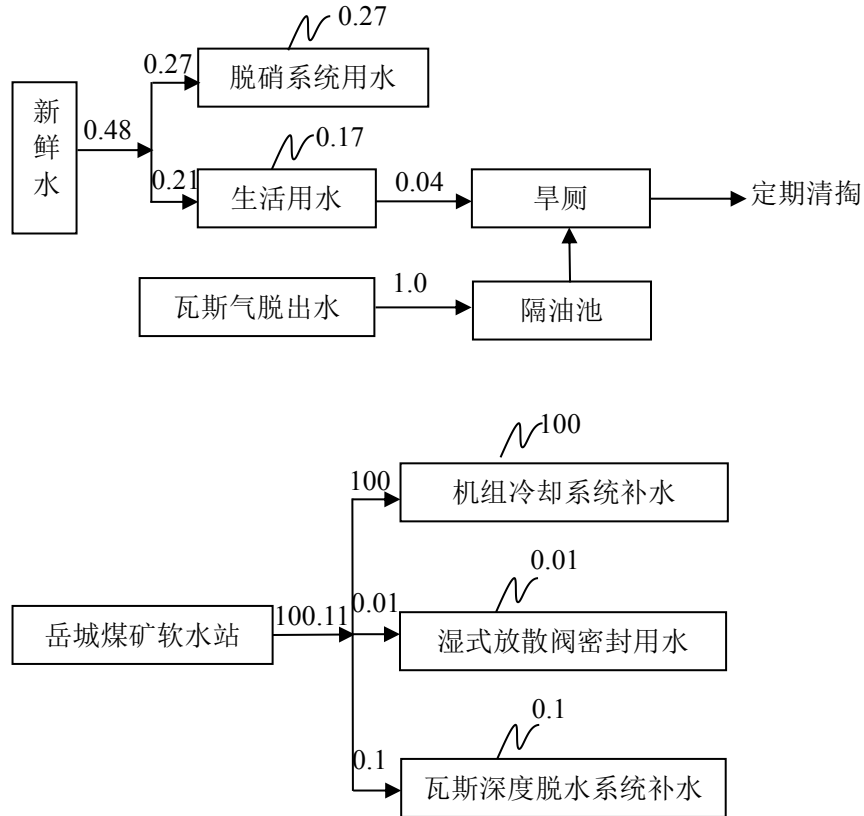 0.27
0.27
脱硝系统用水
新鲜水
0.48
0.17
0.21
生活用水
0.04
旱厕
定期清掏
瓦斯气脱出水
1.0
隔油池
100
100
机组冷却系统补水
0.01
岳城煤矿软水站
100.11
0.01
湿式放散阀密封用水
0.1
0.1
瓦斯深度脱水系统补水